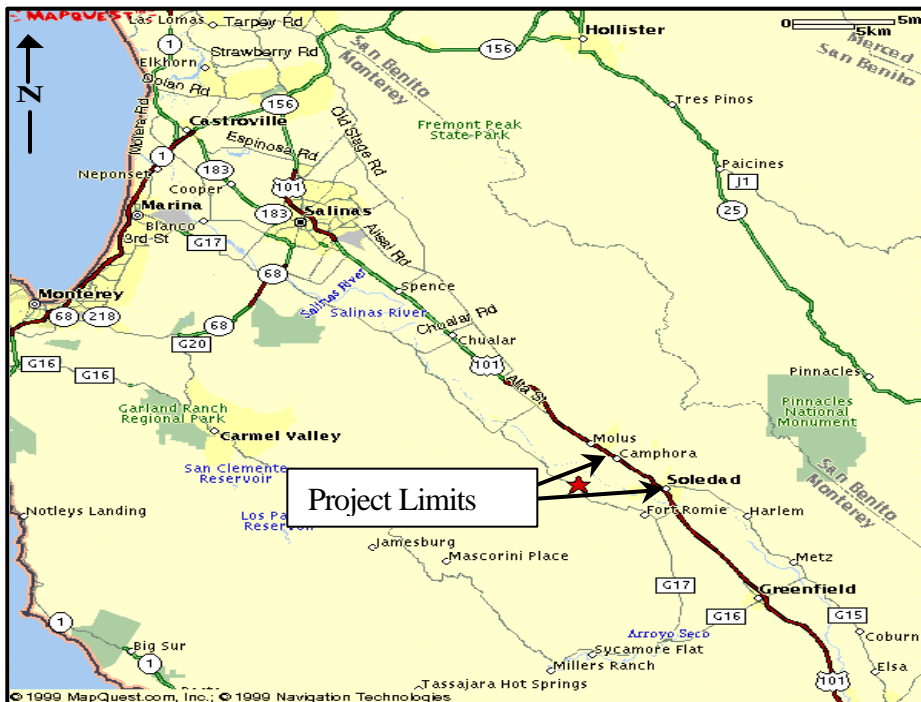 MAPQUEST
Las Lomas
Tarpey Rd
Hollister
0 5m
5km
1
Strawberry Rd
156
San Benito
Monterey
Merced
San Benito
Elkhorn
Dolan Rd
N
156
Tres Pinos
Molera Rd
Castroville
Old Stage Rd
Fremont Peak
State Park
Espinosa Rd
1
183
Paicines
Neponset
Cooper
101
J1
Marina
183
Salinas
25
Blanco
3rd St
G17
Alisal Rd
68
Salinas River
Spence
Monterey
Salinas River
68
218
68
Chualar Rd
G20
Chualar
G16
G16
101
Alta St
Pinnacles
Garland Ranch
Regional Park
Pinnacles
National
Monument
Carmel Valley
Molus
Camphora
San Clemente
Reservoir
San Benito
Monterey
Project Limits
Soledad
Notleys Landing
Los Pa
Reservoir
Fort Romie
Harlem
Jamesburg
Mascorini Place
Metz
G17
Greenfield
1
G16
G15
Arroyo Seco
Coburn
Big Sur
Sycamore Flat
1
Millers Ranch
Elsa
Tassajara Hot Springs
101
© 1999 MapQuest.com, Inc.; © 1999 Navigation Technologies